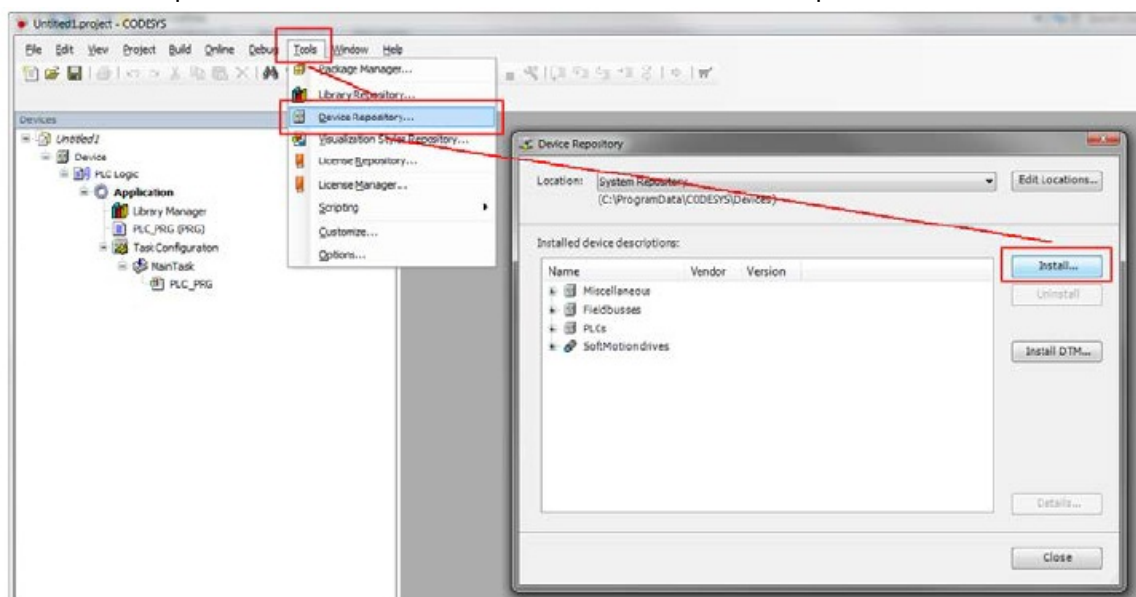 Untitled1.project - CODESYS
File Edit View Project Build Online Debug Tools Window Help
Package Manager...
Library Repository...
Device Repository...
Visualization Styles Repository...
License Repository...
License Manager...
Scripting
Customize...
Options...
Devices
Untitled1
Device
PLC Logic
Application
Library Manager
PLC_PRG (PRG)
Task Configuration
MainTask
PLC_PRG
Device Repository
Location: System Repository
(C:\ProgramData\CODESYS\Devices)
Edit Locations...
Installed device descriptions:
Name Vendor Version
Miscellaneous
Fieldbusses
PLCs
SoftMotion drives
Install...
Uninstall
Install DTM...
Details...
Close